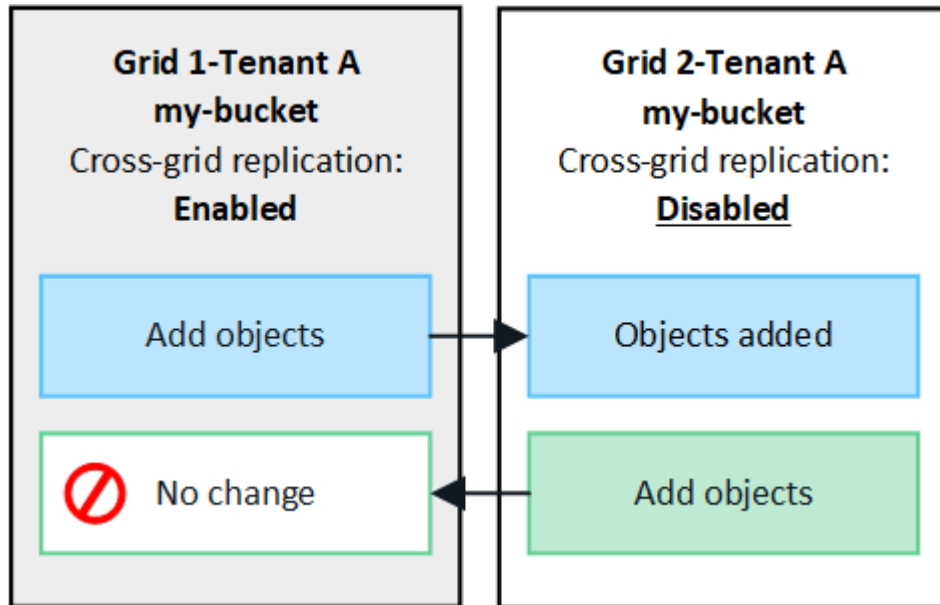 Grid 1-Tenant A
my-bucket
Cross-grid replication:
Enabled
Add objects
No change
Grid 2-Tenant A
my-bucket
Cross-grid replication:
Disabled
Objects added
Add objects